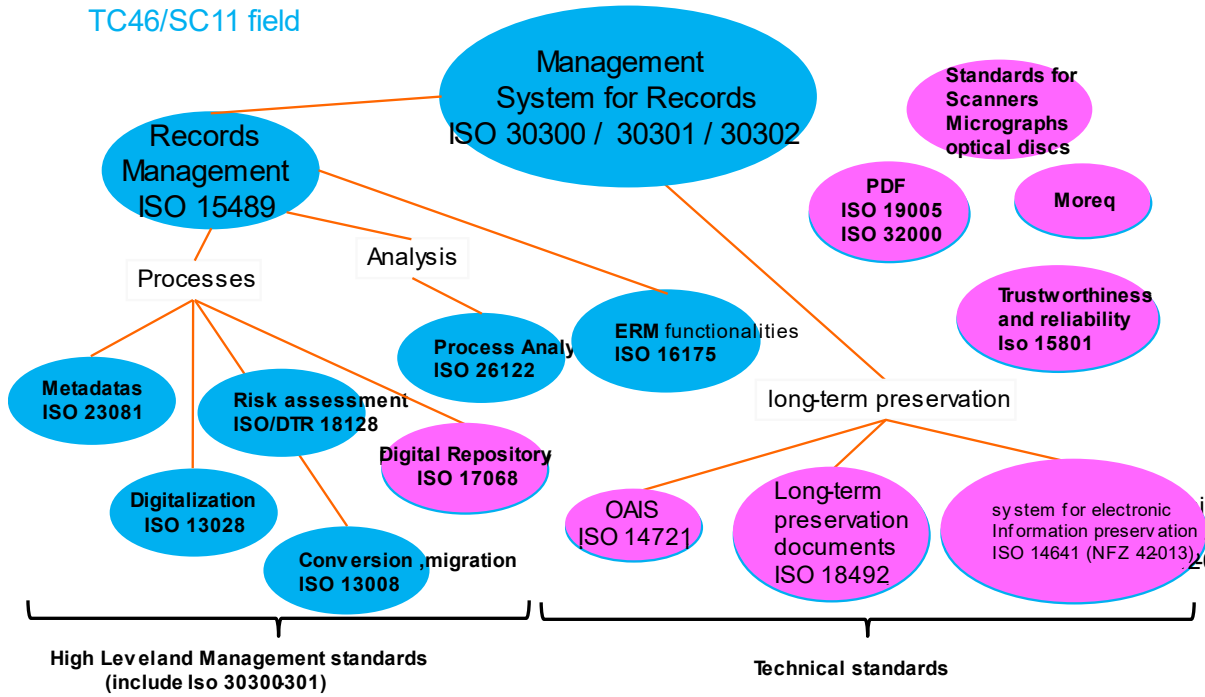 TC46/SC11 field
Management
System for Records
ISO 30300 / 30301 / 30302
Standards for
Scanners
Micrographs
optical discs
Records
Management
ISO 15489
PDF
ISO 19005
ISO 32000
Moreq
Analysis
Processes
Trustworthiness
and reliability
Iso 15801
ERM functionalities
ISO 16175
Process Analy
ISO 26122
Metadatas
ISO 23081
Risk assessment
ISO/DTR 18128
long-term preservation
Digital Repository
ISO 17068
Digitalization
ISO 13028
OAIS
ISO 14721
Long-term
preservation
documents
ISO 18492
system for electronic
Information preservation
ISO 14641 (NFZ 42-013)
Conversion ,migration
ISO 13008
High Leveland Management standards
(include Iso 30300-301)
Technical standards